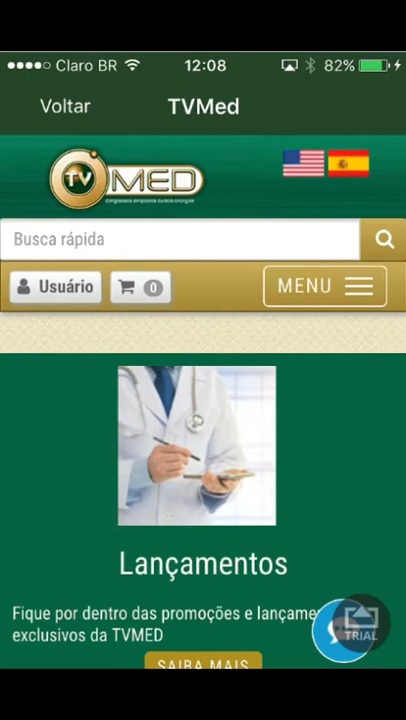 Claro BR 12:08 82%
Voltar TVMed
TV MED
Busca rápida
Usuário 0 MENU
Lançamentos
Fique por dentro das promoções e lançame
exclusivos da TVMED
TRIAL
SAIBA MAIS